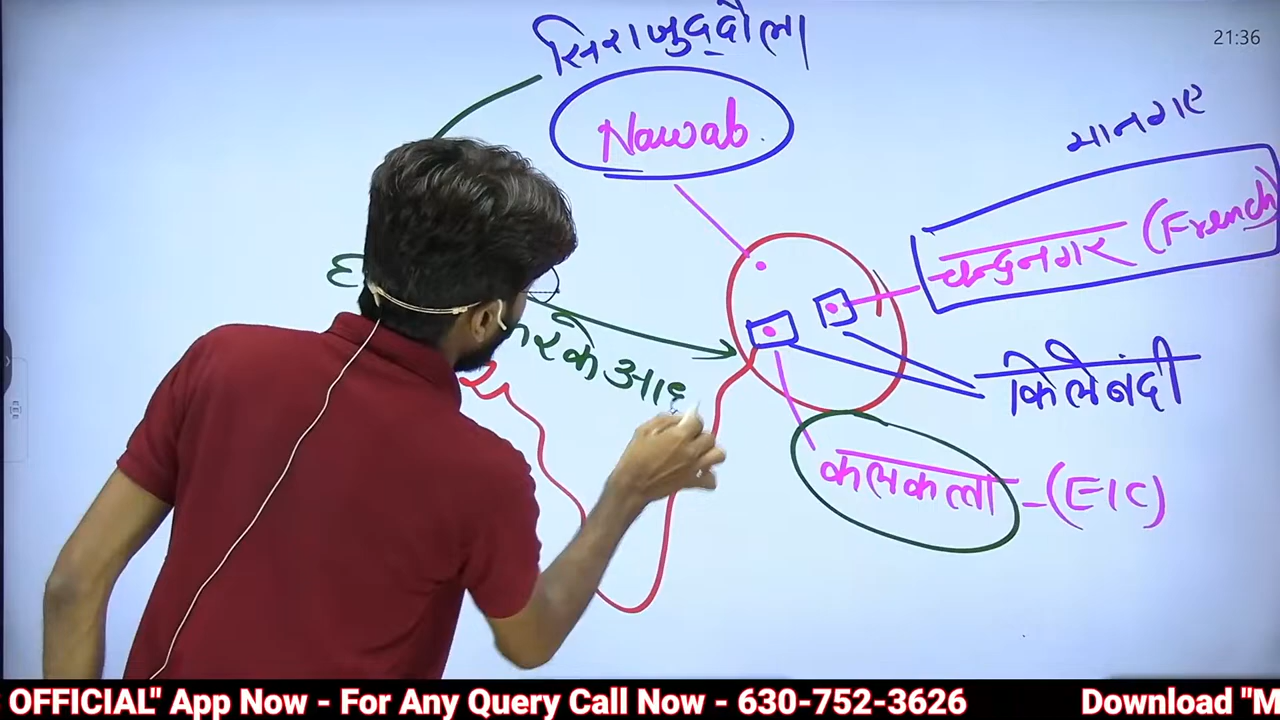 सिराजुद्दौला
21:36
Nawab
मानगए
चन्द्रनगर (French)
किलेबंदी
कलकत्ता - (EIC)
OFFICIAL" App Now - For Any Query Call Now - 630-752-3626
Download "M